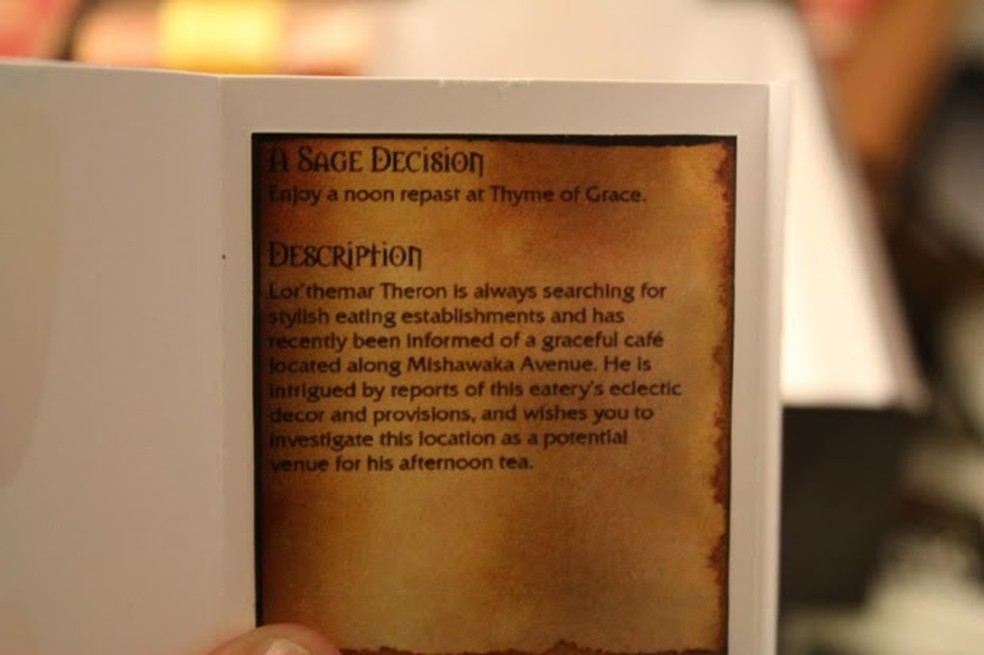 A Sage Decision
Enjoy a noon repast at Thyme of Grace.
Description
Lor'themar Theron is always searching for
stylish eating establishments and has
recently been informed of a graceful café
located along Mishawaka Avenue. He is
intrigued by reports of this eatery's eclectic
decor and provisions, and wishes you to
investigate this location as a potential
venue for his afternoon tea.